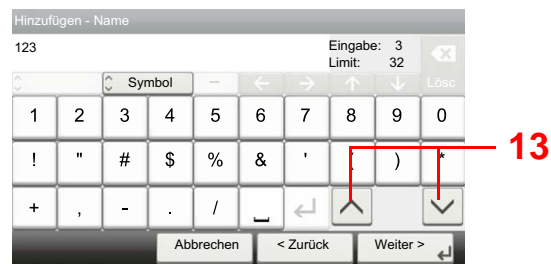 Hinzufügen - Name
123
Eingabe: 3
Limit: 32
Symbol
Lösc
1 2 3 4 5 6 7 8 9 0
! " # $ % & ' ( ) *
+ , - . /
Abbrechen < Zurück Weiter >
13